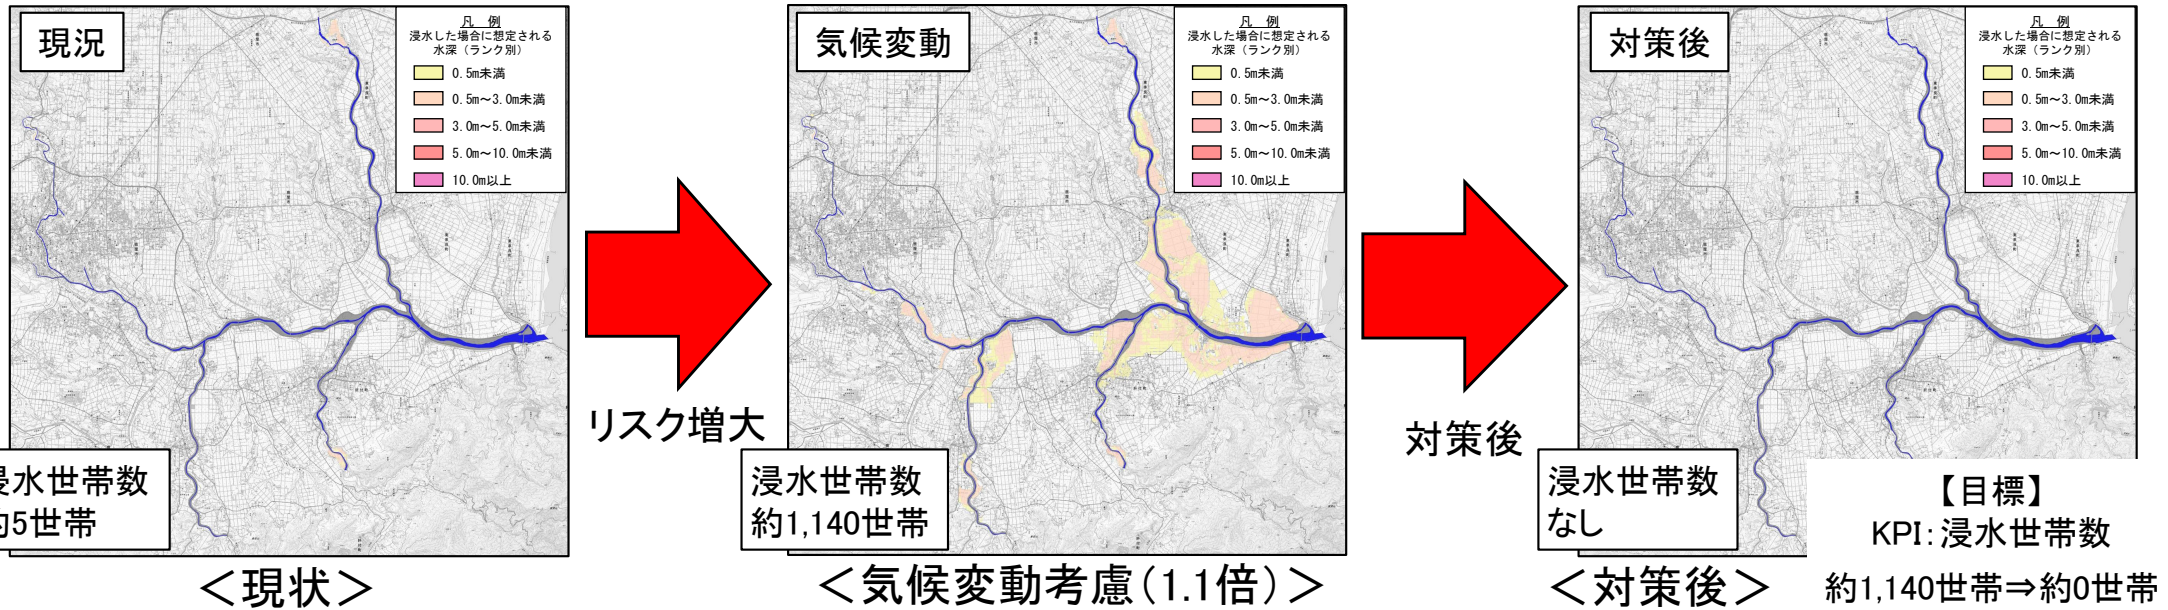 現況
凡 例
浸水した場合に想定される
水深（ランク別）
0.5m未満
0.5m～3.0m未満
3.0m～5.0m未満
5.0m～10.0m未満
10.0m以上
浸水世帯数
約5世帯
＜現状＞
リスク増大
気候変動
凡 例
浸水した場合に想定される
水深（ランク別）
0.5m未満
0.5m～3.0m未満
3.0m～5.0m未満
5.0m～10.0m未満
10.0m以上
浸水世帯数
約1,140世帯
＜気候変動考慮（1.1倍）＞
対策後
対策後
凡 例
浸水した場合に想定される
水深（ランク別）
0.5m未満
0.5m～3.0m未満
3.0m～5.0m未満
5.0m～10.0m未満
10.0m以上
浸水世帯数
なし
＜対策後＞
【目標】
KPI：浸水世帯数
約1,140世帯⇒約0世帯